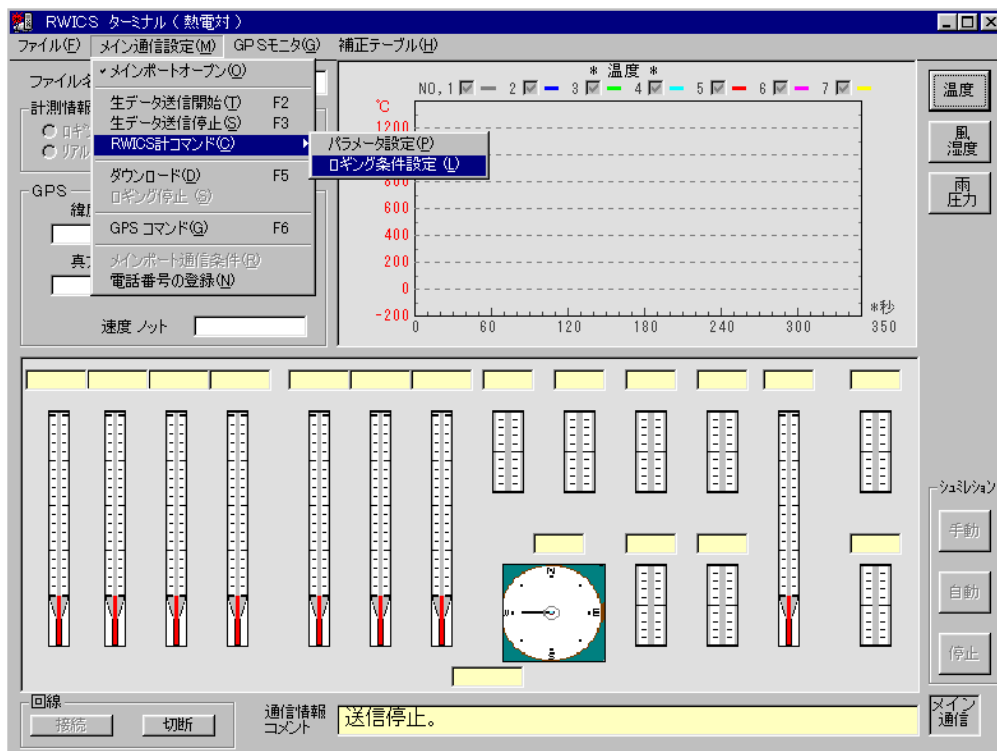 RWICS ターミナル（熱電対）
ファイル(F) メイン通信設定(M) GPSモニタ(G) 補正テーブル(H)
ファイル名
メインポートオープン(O)
生データ送信開始(T) F2
生データ送信停止(S) F3
RWICS計コマンド(C)
パラメータ設定(P)
ロギング条件設定 (L)
ダウンロード(D) F5
ロギング停止 (S)
GPS コマンド(G) F6
メインポート通信条件(R)
電話番号の登録(N)
計測情報
GPS
速度 ノット
* 温度 *
NO,1 2 3 4 5 6 7
℃
1200
800
600
400
200
0
-200
0 60 120 180 240 300 350
*秒
温度
風
湿度
雨
圧力
シュミレション
手動
自動
停止
N
S
回線
接続 切断
通信情報
コメント
送信停止。
メイン
通信